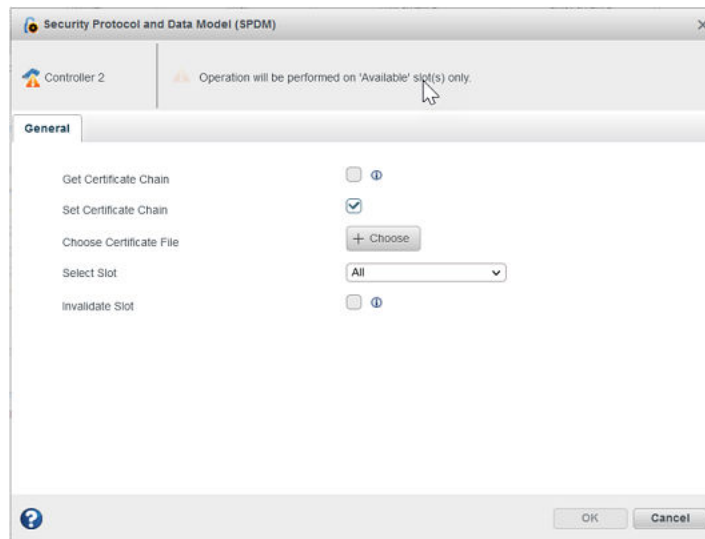 Security Protocol and Data Model (SPDM)
Controller 2
Operation will be performed on 'Available' slot(s) only.
General
Get Certificate Chain
Set Certificate Chain
Choose Certificate File
+ Choose
Select Slot
All
Invalidate Slot
OK
Cancel